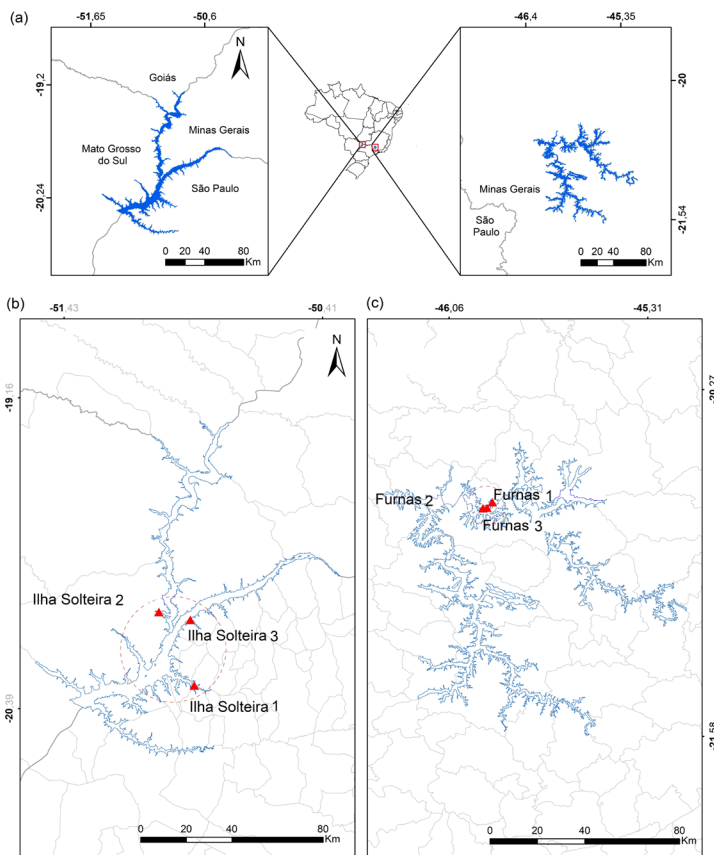 (a)
-51,65
-50,6
-46,4
-45,35
N
Goiás
-19,2
-20
Mato Grosso
do Sul
Minas Gerais
São Paulo
-20,24
Minas Gerais
São
Paulo
-21,54
0 20 40 80
Km
0 20 40 80
Km
(b)
-51,43
-50,41
(c)
-46,06
-45,31
N
-19,16
-20,27
Furnas 2
Furnas 1
Furnas 3
Ilha Solteira 2
Ilha Solteira 3
Ilha Solteira 1
-20,39
-21,58
0 20 40 80
Km
0 20 40 80
Km